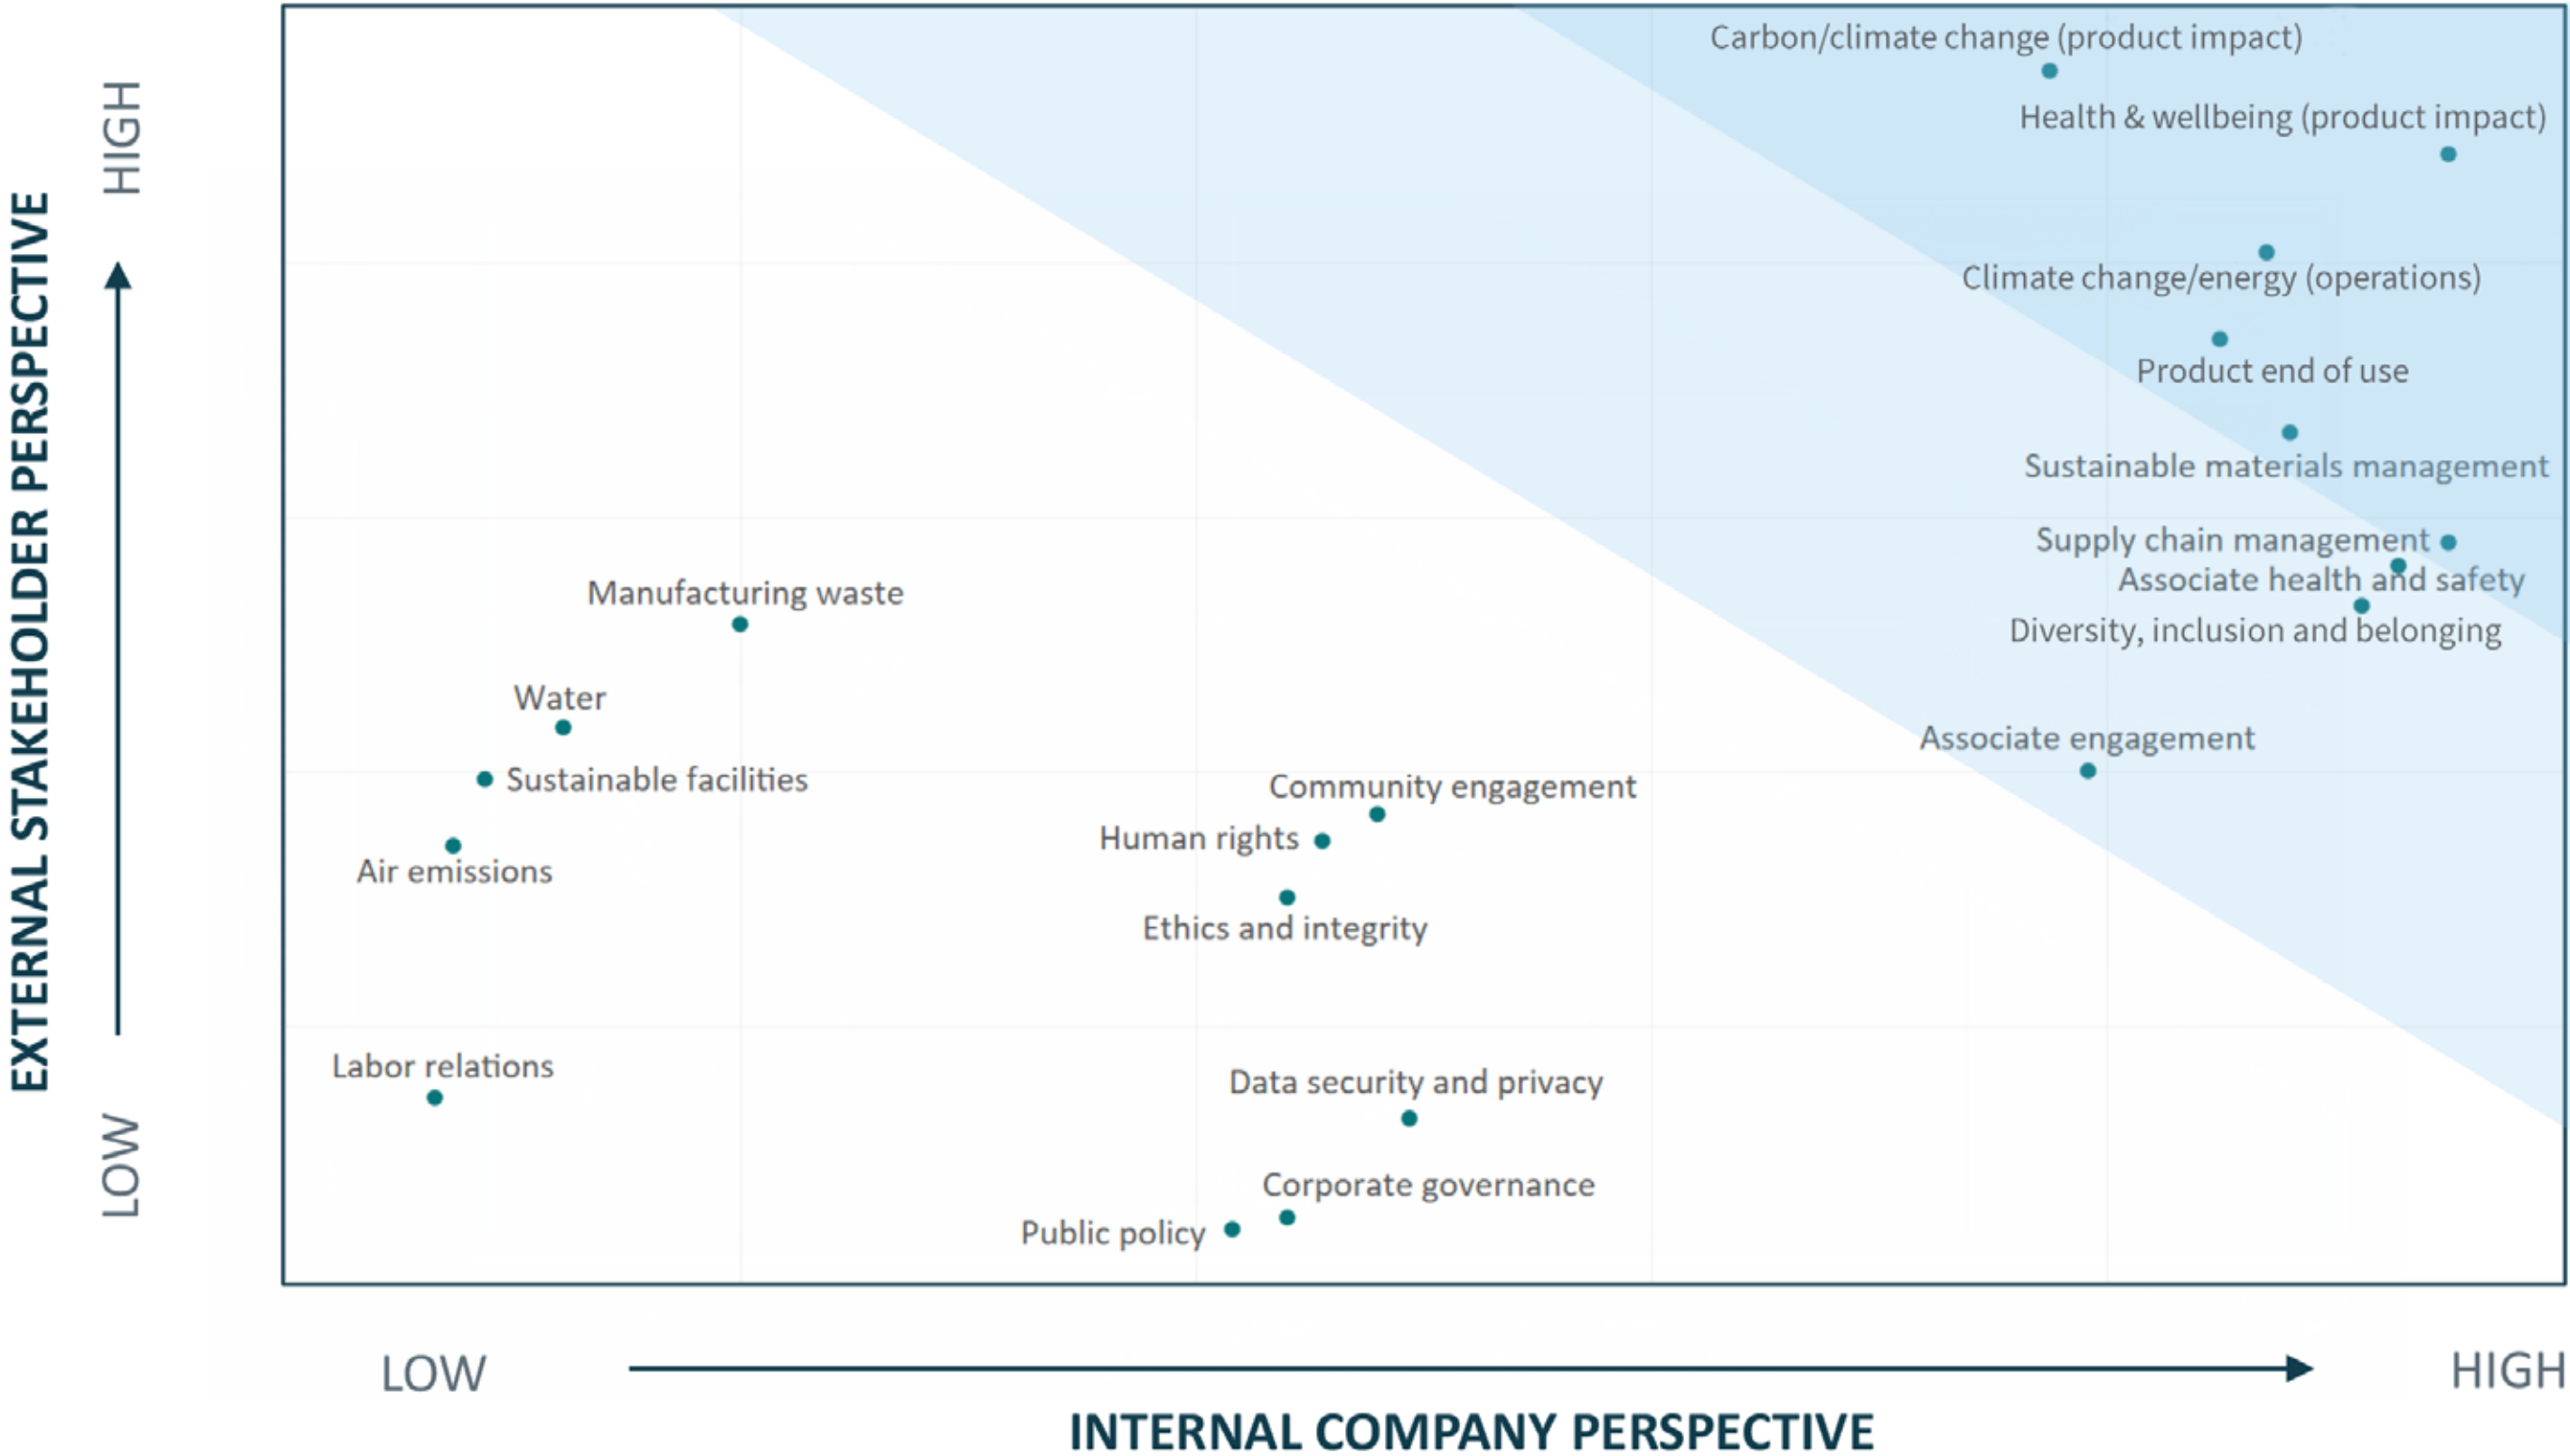 EXTERNAL STAKEHOLDER PERSPECTIVE
HIGH
LOW
Carbon/climate change (product impact)
Health & wellbeing (product impact)
Climate change/energy (operations)
Product end of use
Sustainable materials management
Supply chain management
Associate health and safety
Diversity, inclusion and belonging
Manufacturing waste
Water
Sustainable facilities
Air emissions
Associate engagement
Community engagement
Human rights
Ethics and integrity
Labor relations
Data security and privacy
Corporate governance
Public policy
LOW
HIGH
INTERNAL COMPANY PERSPECTIVE